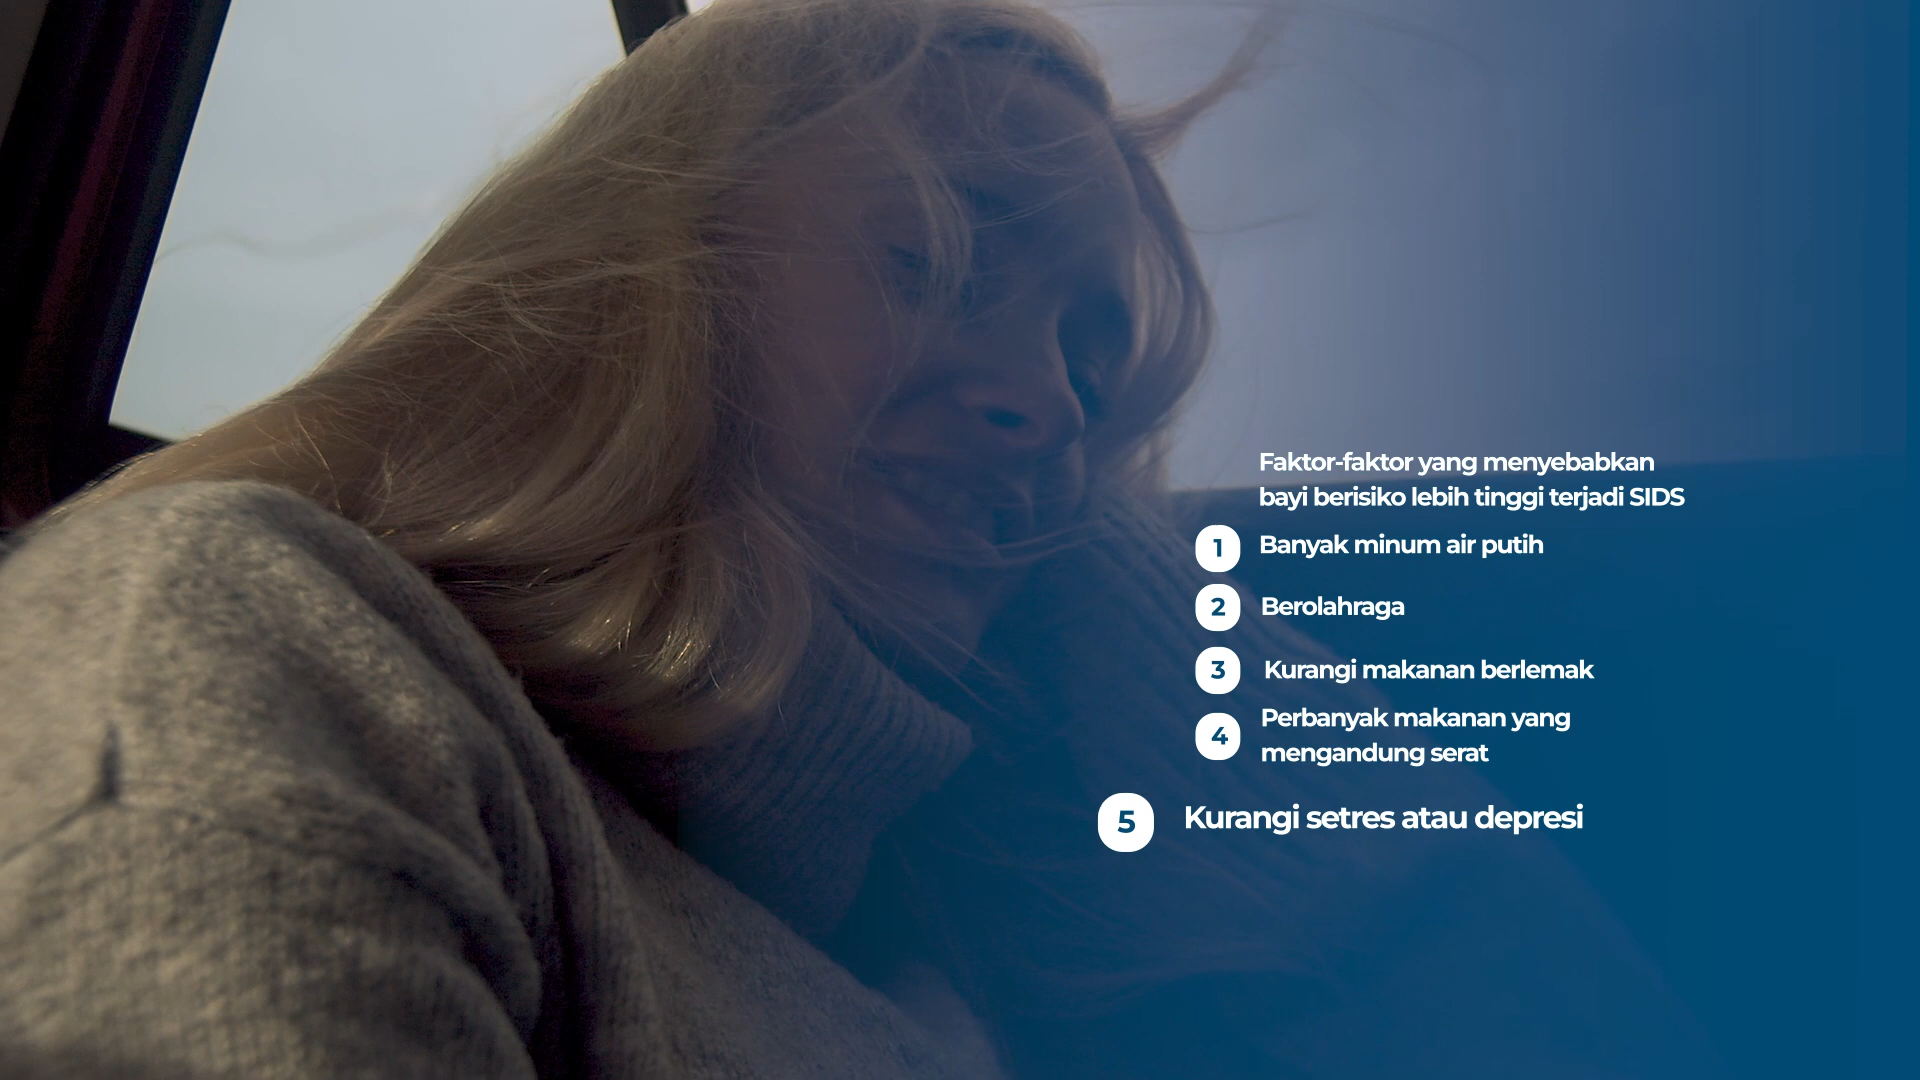 Faktor-faktor yang menyebabkan
bayi berisiko lebih tinggi terjadi SIDS
1 Banyak minum air putih
2 Berolahraga
3 Kurangi makanan berlemak
4 Perbanyak makanan yang
mengandung serat
5 Kurangi setres atau depresi